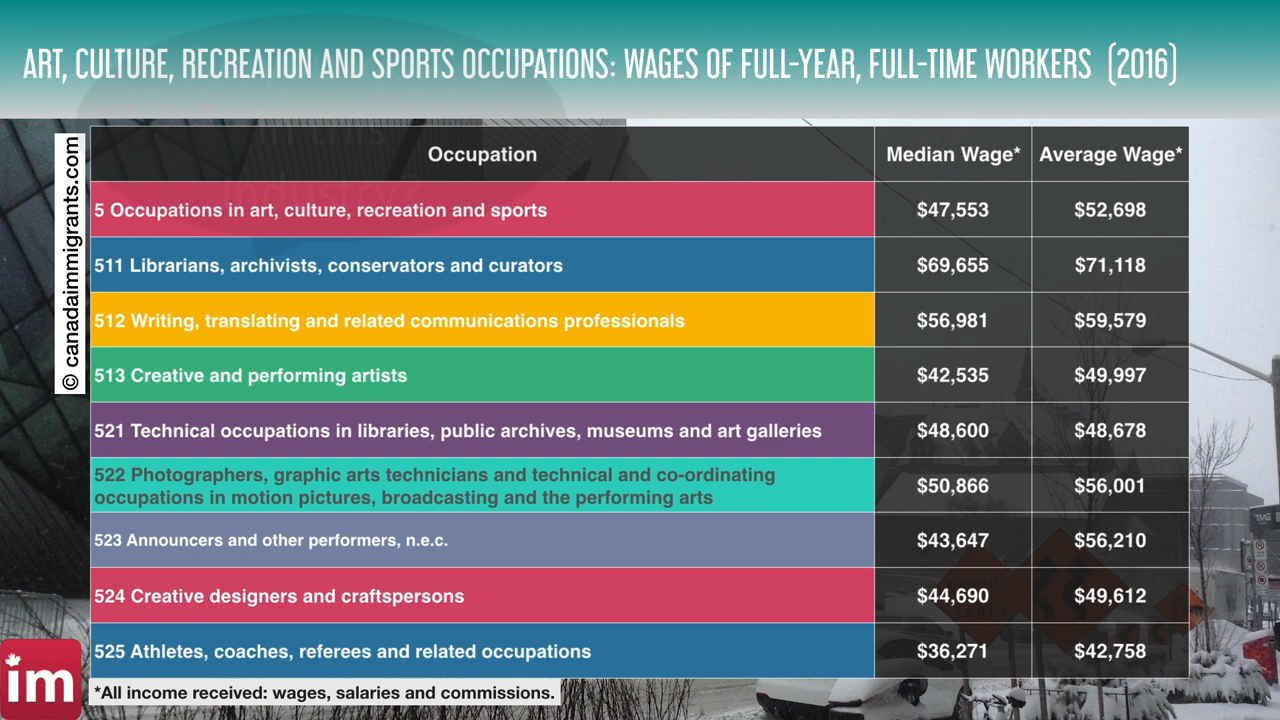 ART, CULTURE, RECREATION AND SPORTS OCCUPATIONS: WAGES OF FULL-YEAR, FULL-TIME WORKERS (2016)
© canadaimmigrants.com
in this
industry?
Occupation Median Wage* Average Wage*
5 Occupations in art, culture, recreation and sports $47,553 $52,698
511 Librarians, archivists, conservators and curators $69,655 $71,118
512 Writing, translating and related communications professionals $56,981 $59,579
513 Creative and performing artists $42,535 $49,997
521 Technical occupations in libraries, public archives, museums and art galleries $48,600 $48,678
522 Photographers, graphic arts technicians and technical and co-ordinating
occupations in motion pictures, broadcasting and the performing arts $50,866 $56,001
523 Announcers and other performers, n.e.c. $43,647 $56,210
524 Creative designers and craftspersons $44,690 $49,612
525 Athletes, coaches, referees and related occupations $36,271 $42,758
*All income received: wages, salaries and commissions.
im
TMG